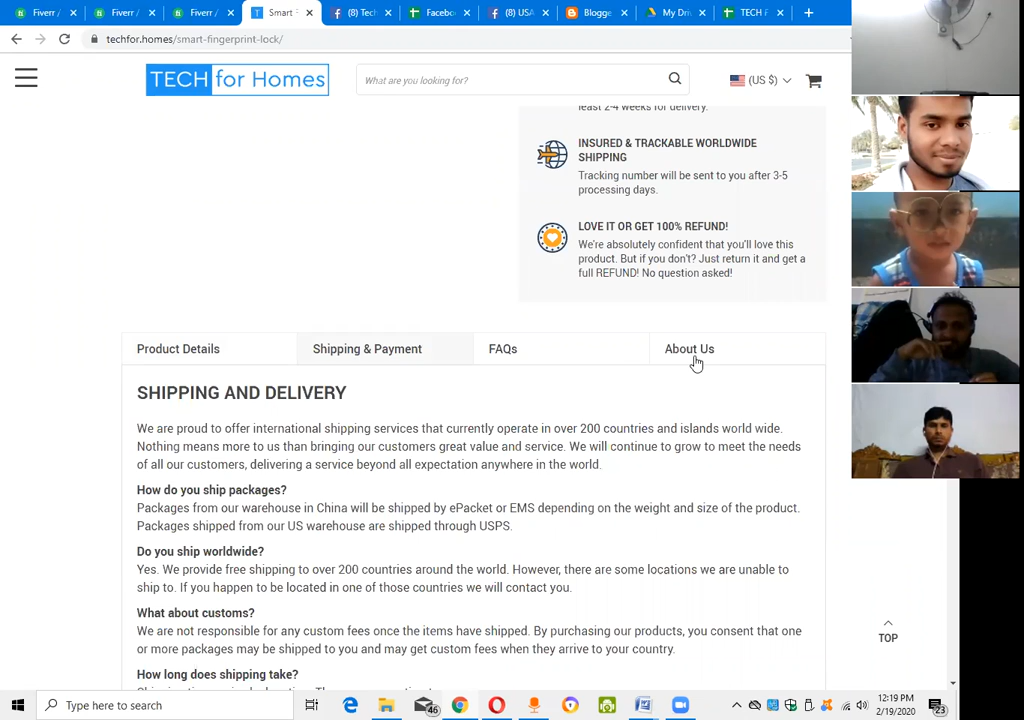 Fiverr /
Fiverr /
Fiverr /
Smart F
(8) Tech
Faceboo
(8) USA
Blogge
My Driv
TECH F
techfor.homes/smart-fingerprint-lock/
TECH for Homes
What are you looking for?
(US $)
least 2-4 weeks for delivery.
INSURED & TRACKABLE WORLDWIDE
SHIPPING
Tracking number will be sent to you after 3-5
processing days.
LOVE IT OR GET 100% REFUND!
We're absolutely confident that you'll love this
product. But if you don't? Just return it and get a
full REFUND! No question asked!
Product Details
Shipping & Payment
FAQs
About Us
SHIPPING AND DELIVERY
We are proud to offer international shipping services that currently operate in over 200 countries and islands world wide.
Nothing means more to us than bringing our customers great value and service. We will continue to grow to meet the needs
of all our customers, delivering a service beyond all expectation anywhere in the world.
How do you ship packages?
Packages from our warehouse in China will be shipped by ePacket or EMS depending on the weight and size of the product.
Packages shipped from our US warehouse are shipped through USPS.
Do you ship worldwide?
Yes. We provide free shipping to over 200 countries around the world. However, there are some locations we are unable to
ship to. If you happen to be located in one of those countries we will contact you.
What about customs?
We are not responsible for any custom fees once the items have shipped. By purchasing our products, you consent that one
or more packages may be shipped to you and may get custom fees when they arrive to your country.
How long does shipping take?
TOP
Type here to search
46
12:19 PM
2/19/2020
23